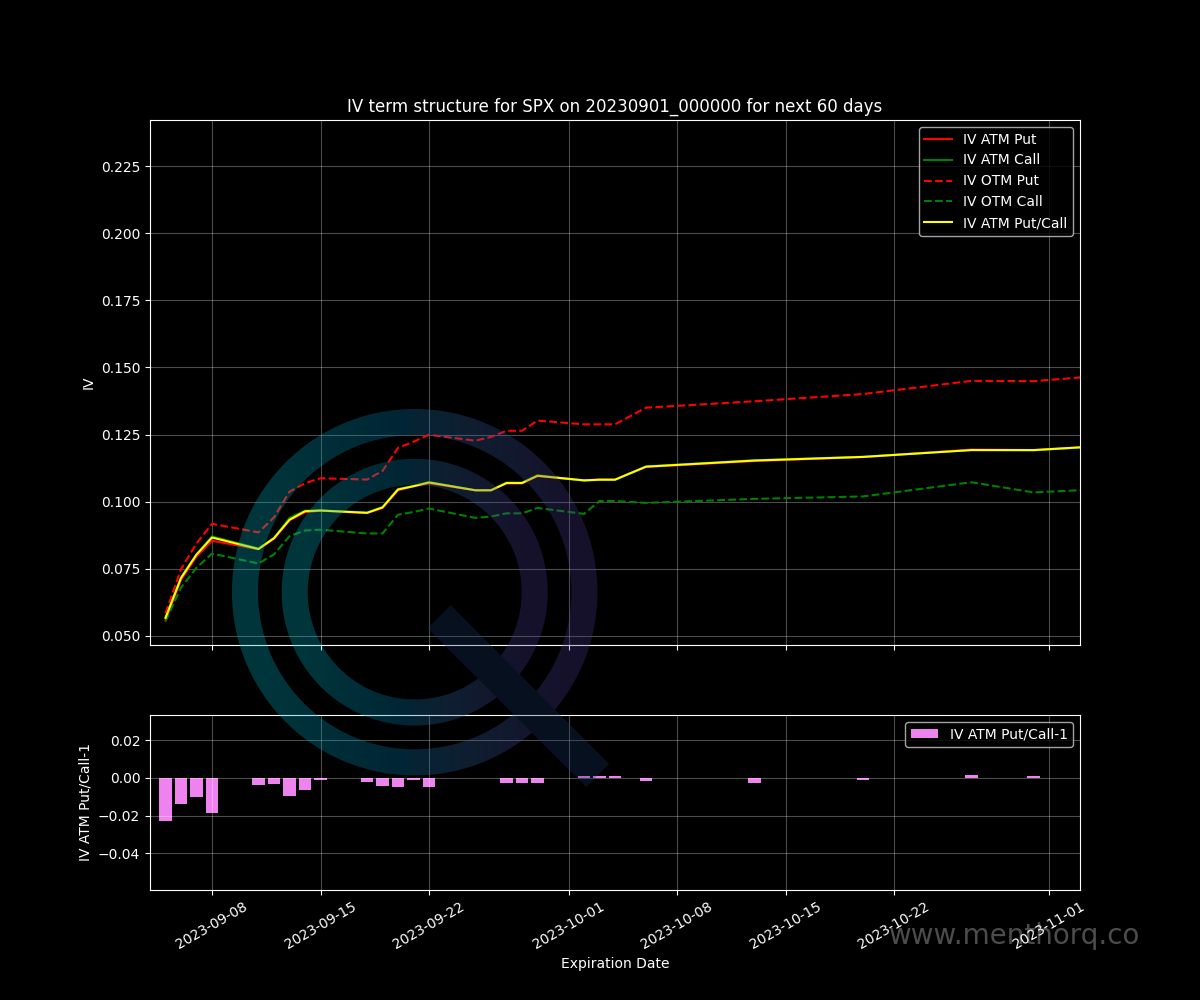 IV term structure for SPX on 20230901_000000 for next 60 days
IV ATM Put
IV ATM Call
IV OTM Put
IV OTM Call
IV ATM Put/Call
0.225
0.200
0.175
0.150
0.125
0.100
0.075
0.050
IV
IV ATM Put/Call-1
0.02
0.00
−0.02
−0.04
IV ATM Put/Call-1
2023-09-08
2023-09-15
2023-09-22
2023-10-01
2023-10-08
2023-10-15
2023-10-22
2023-11-01
www.menthorq.co
Expiration Date